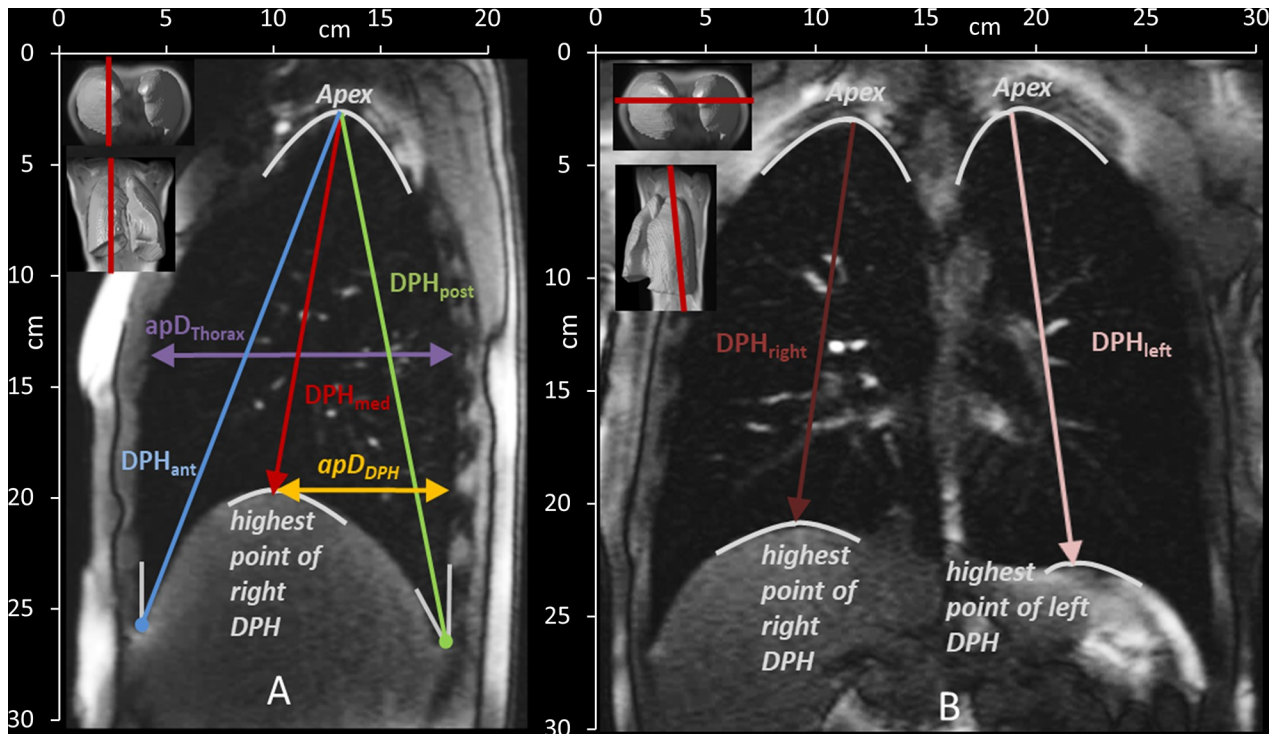 0 5 10 15 20
cm
0
5
10
cm
15
20
25
30
Apex
DPHpost
apDThorax
DPHmed
DPHant
apDDPH
highest
point of
right
DPH
A
0 5 10 15 20 25 30
cm
0
5
10
cm
15
20
25
30
Apex
Apex
DPHright
DPHleft
highest
point of
right
DPH
highest
point of left
DPH
B